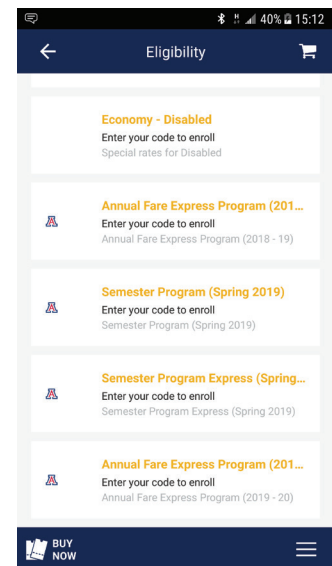 40% 15:12
Eligibility
Economy - Disabled
Enter your code to enroll
Special rates for Disabled
Annual Fare Express Program (201...
Enter your code to enroll
Annual Fare Express Program (2018 - 19)
Semester Program (Spring 2019)
Enter your code to enroll
Semester Program (Spring 2019)
Semester Program Express (Spring...
Enter your code to enroll
Semester Program Express (Spring 2019)
Annual Fare Express Program (201...
Enter your code to enroll
Annual Fare Express Program (2019 - 20)
BUY
NOW